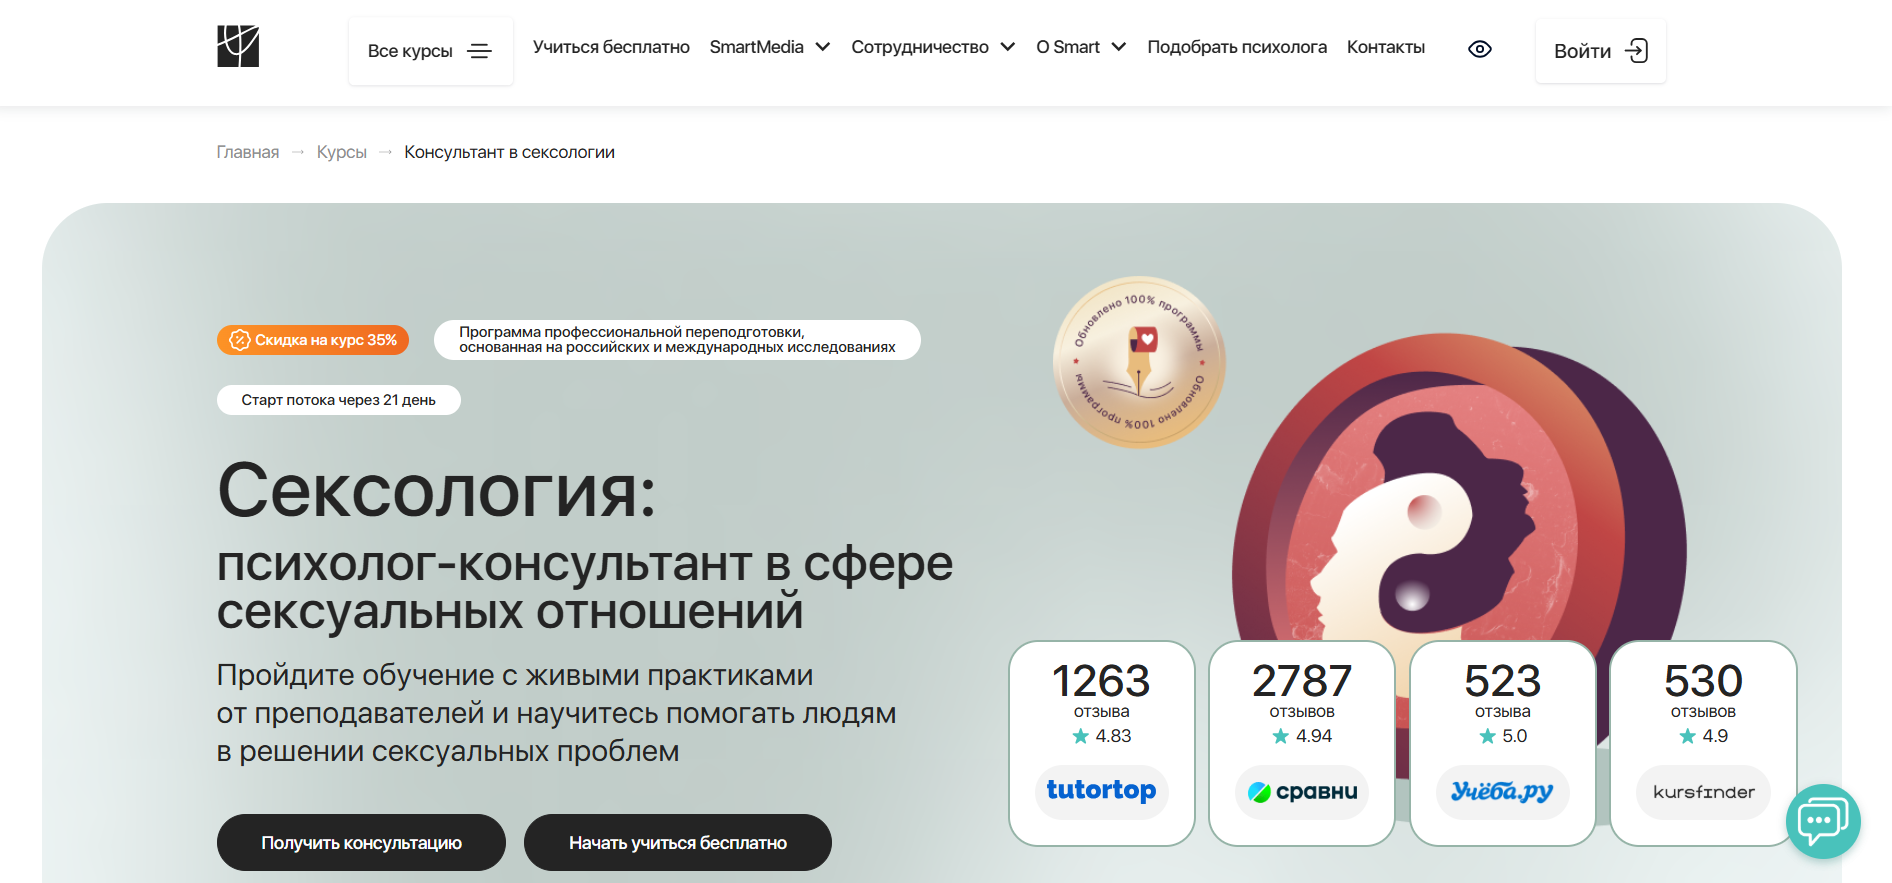 Все курсы
Учиться бесплатно
SmartMedia
Сотрудничество
О Smart
Подобрать психолога
Контакты
Войти
Главная → Курсы → Консультант в сексологии
Скидка на курс 35%
Программа профессиональной переподготовки,
основанная на российских и международных исследованиях
Старт потока через 21 день
Обновлено 100% программы
Обновлено 100% программы
Сексология:
психолог-консультант в сфере
сексуальных отношений
Пройдите обучение с живыми практиками
от преподавателей и научитесь помогать людям
в решении сексуальных проблем
Получить консультацию
Начать учиться бесплатно
1263
отзыва
4.83
tutortop
2787
отзывов
4.94
сравни
523
отзыва
5.0
Учёба.ру
530
отзывов
4.9
kursfinder